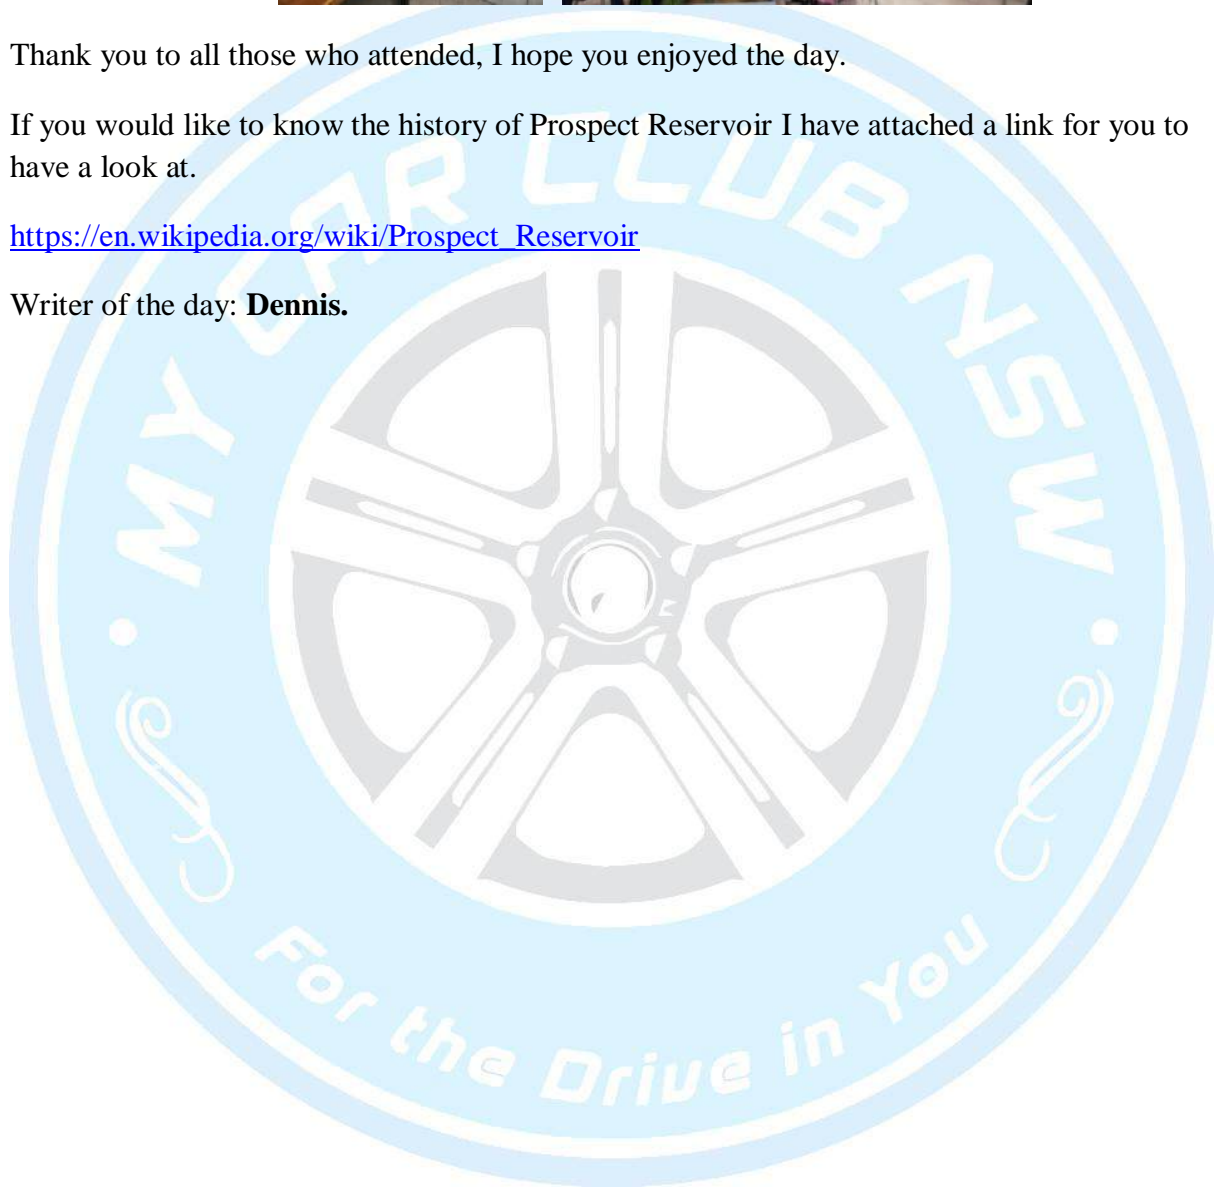 Thank you to all those who attended, I hope you enjoyed the day.
If you would like to know the history of Prospect Reservoir I have attached a link for you to
have a look at.
https://en.wikipedia.org/wiki/Prospect_Reservoir
Writer of the day: Dennis.
MY CAR CLUB NSW
For the Drive in You